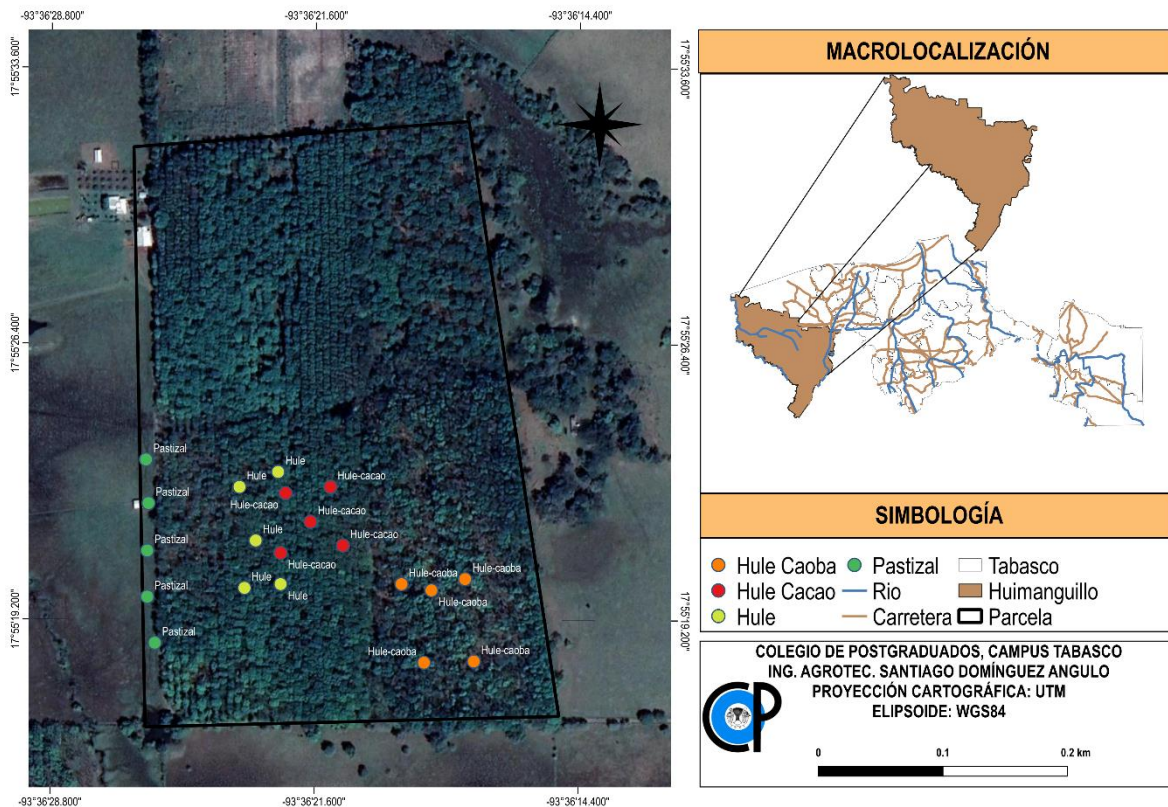 -93°36'28.800"
-93°36'21.600"
-93°36'14.400"
17°55'33.600"
17°55'26.400"
17°55'19.200"
Pastizal
Pastizal
Pastizal
Pastizal
Pastizal
Hule
Hule
Hule-cacao
Hule-cacao
Hule-cacao
Hule
Hule-cacao
Hule-cacao
Hule
Hule
Hule-caoba
Hule-caoba
Hule-caoba
Hule-caoba
Hule-caoba
17°55'33.600"
17°55'26.400"
17°55'19.200"
-93°36'28.800"
-93°36'21.600"
-93°36'14.400"
MACROLOCALIZACIÓN
SIMBOLOGÍA
Hule Caoba
Pastizal
Tabasco
Hule Cacao
Rio
Huimanguillo
Hule
Carretera
Parcela
COLEGIO DE POSTGRADUADOS, CAMPUS TABASCO
ING. AGROTEC. SANTIAGO DOMÍNGUEZ ANGULO
PROYECCIÓN CARTOGRÁFICA: UTM
ELIPSOIDE: WGS84
CP
0 0.1 0.2 km